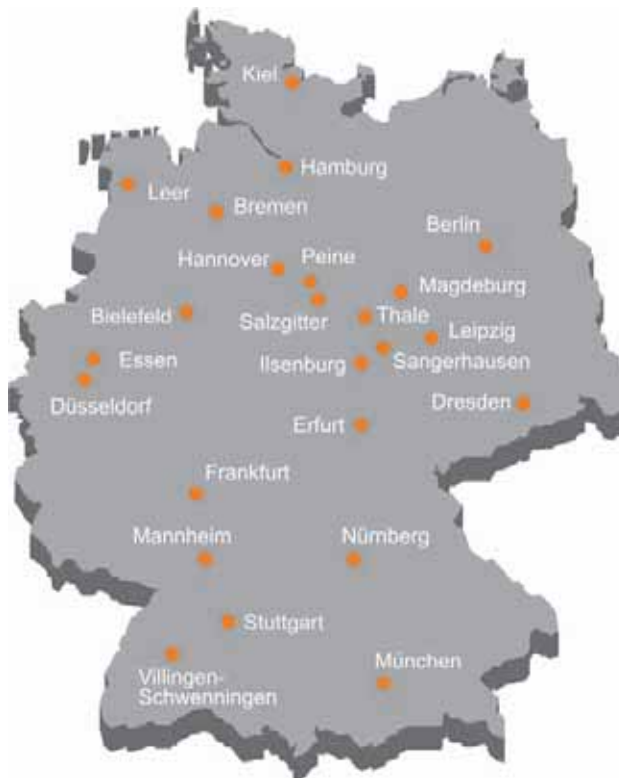 Kiel
Hamburg
Leer
Bremen
Berlin
Hannover
Peine
Magdeburg
Bielefeld
Salzgitter
Thale
Leipzig
Essen
Ilsenburg
Sangerhausen
Düsseldorf
Dresden
Erfurt
Frankfurt
Mannheim
Nürnberg
Stuttgart
München
Villingen-
Schwenningen